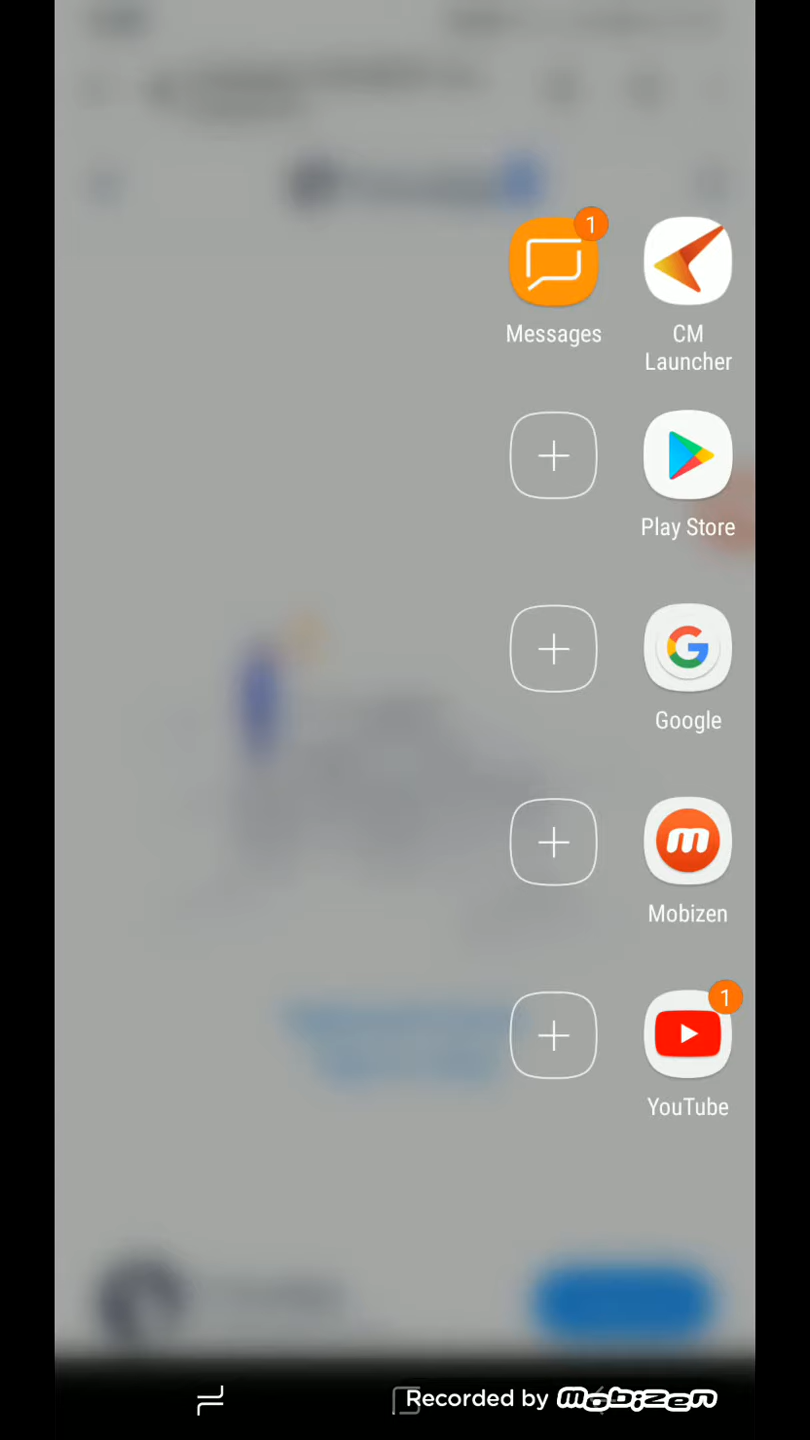 1
Messages
CM
Launcher
Play Store
G
Google
m
Mobizen
1
YouTube
Recorded by mobizen